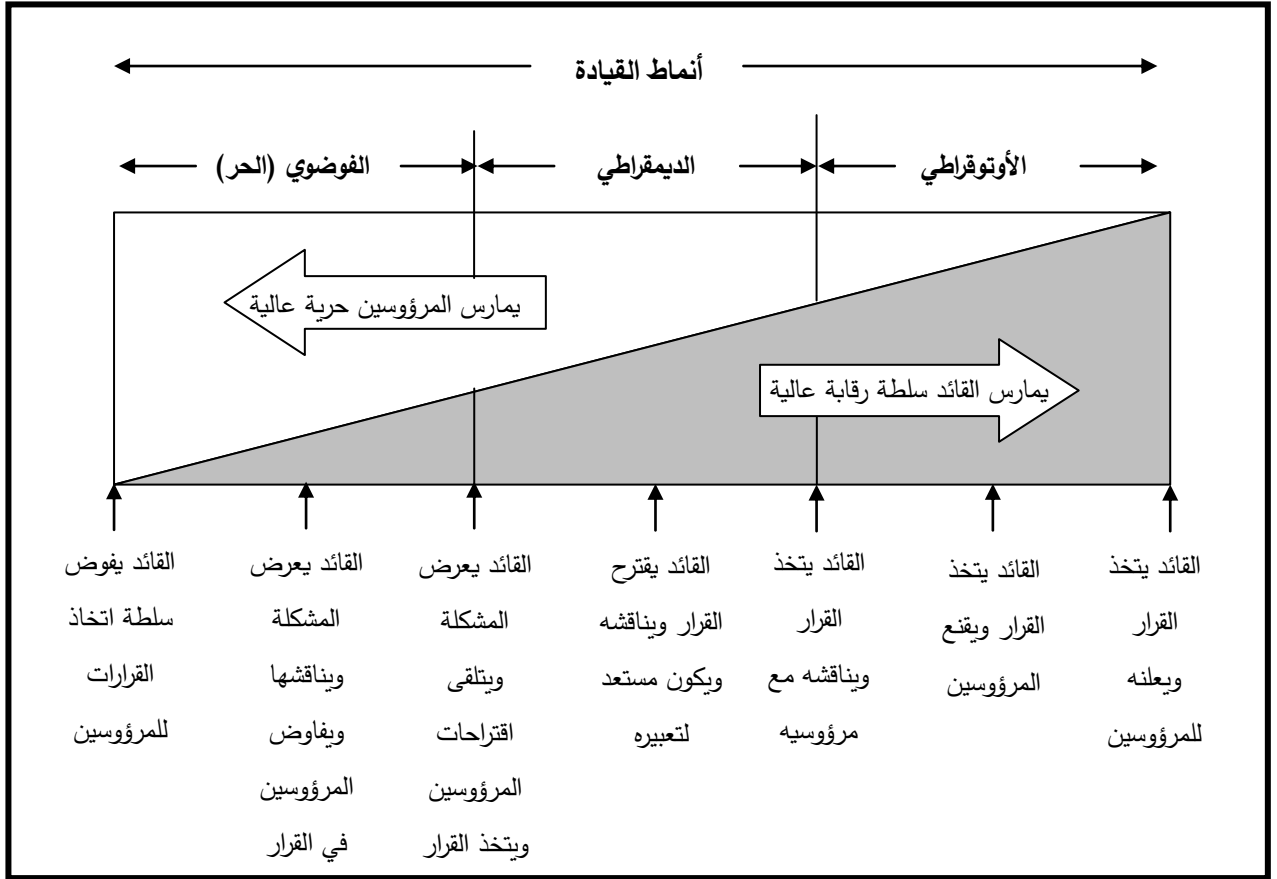 أنماط القيادة
الأوتوقراطي
الديمقراطي
الفوضوي (الحر)
يمارس المرؤوسين حرية عالية
يمارس القائد سلطة رقابة عالية
القائد يتخذ
القرار
ويعلنه
للمرؤوسين
القائد يتخذ
القرار ويقنع
المرؤوسين
القائد يتخذ
القرار
ويناقشه مع
مرؤوسيه
القائد يقترح
القرار ويناقشه
ويكون مستعد
لتعبيره
القائد يعرض
المشكلة
ويتلقى
اقتراحات
المرؤوسين
ويتخذ القرار
القائد يعرض
المشكلة
ويناقشها
ويفاوض
المرؤوسين
في القرار
القائد يفوض
سلطة اتخاذ
القرارات
للمرؤوسين